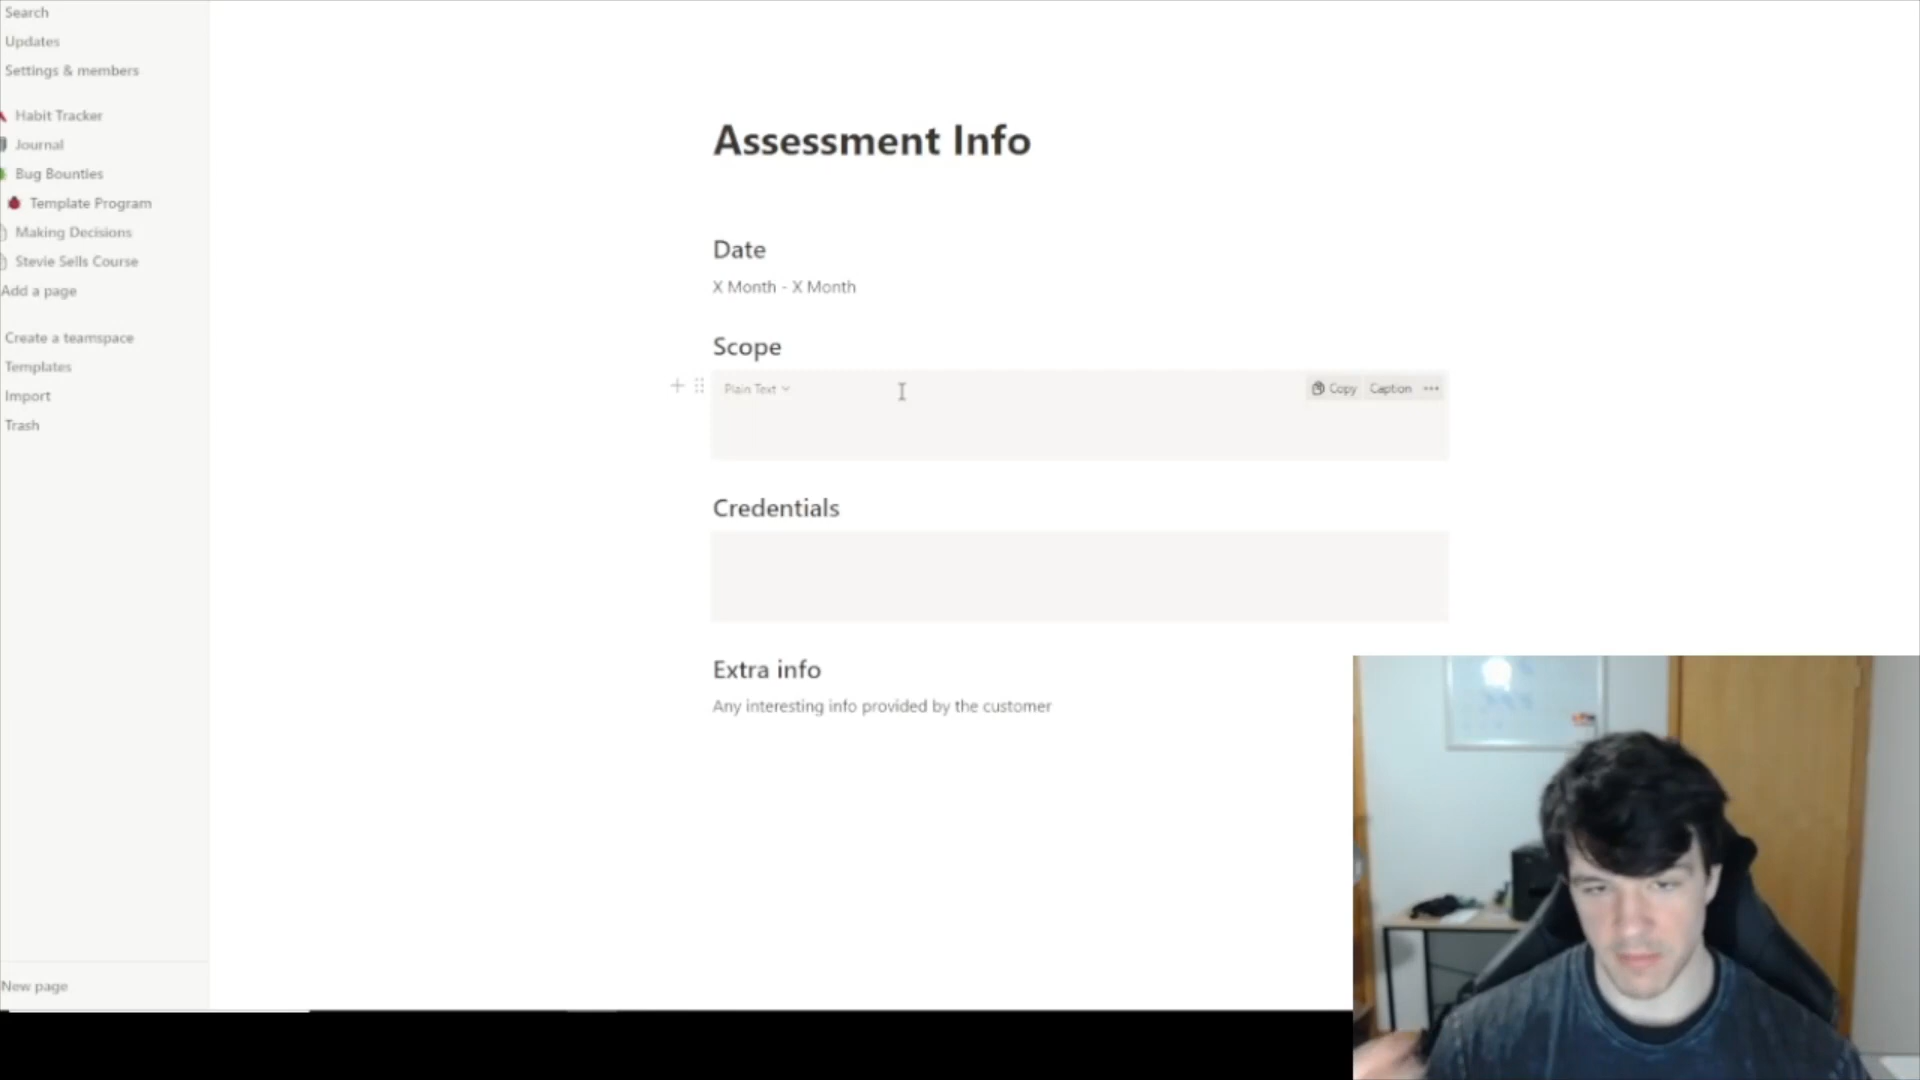 Search
Updates
Settings & members
Habit Tracker
Journal
Bug Bounties
Template Program
Making Decisions
Stevie Sells Course
Add a page
Create a teamspace
Templates
Import
Trash
New page
Assessment Info
Date
X Month - X Month
Scope
Plain Text
Copy Caption
Credentials
Extra info
Any interesting info provided by the customer